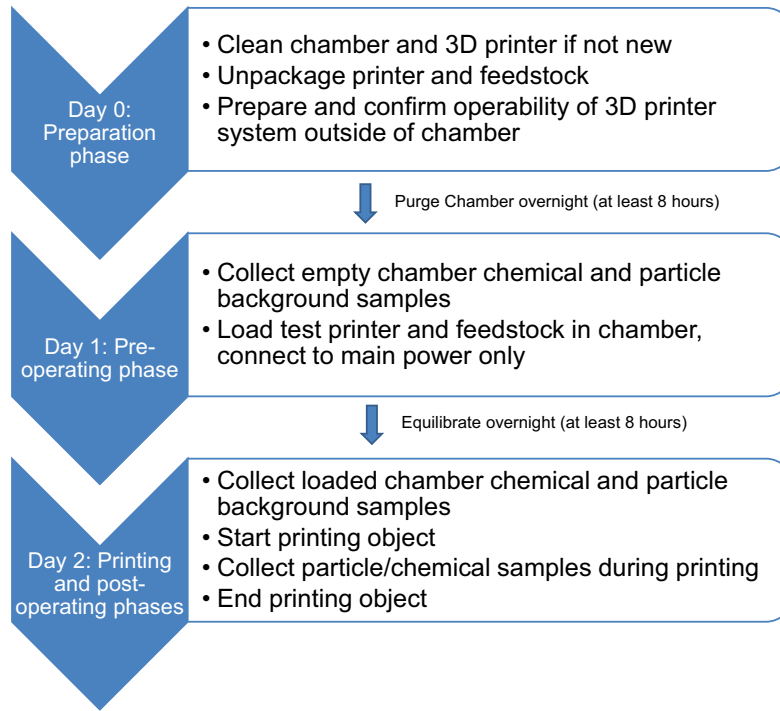 Day 0:
Preparation
phase
• Clean chamber and 3D printer if not new
• Unpackage printer and feedstock
• Prepare and confirm operability of 3D printer
system outside of chamber
Purge Chamber overnight (at least 8 hours)
Day 1: Pre-
operating phase
• Collect empty chamber chemical and particle
background samples
• Load test printer and feedstock in chamber,
connect to main power only
Equilibrate overnight (at least 8 hours)
Day 2: Printing
and post-
operating phases
• Collect loaded chamber chemical and particle
background samples
• Start printing object
• Collect particle/chemical samples during printing
• End printing object